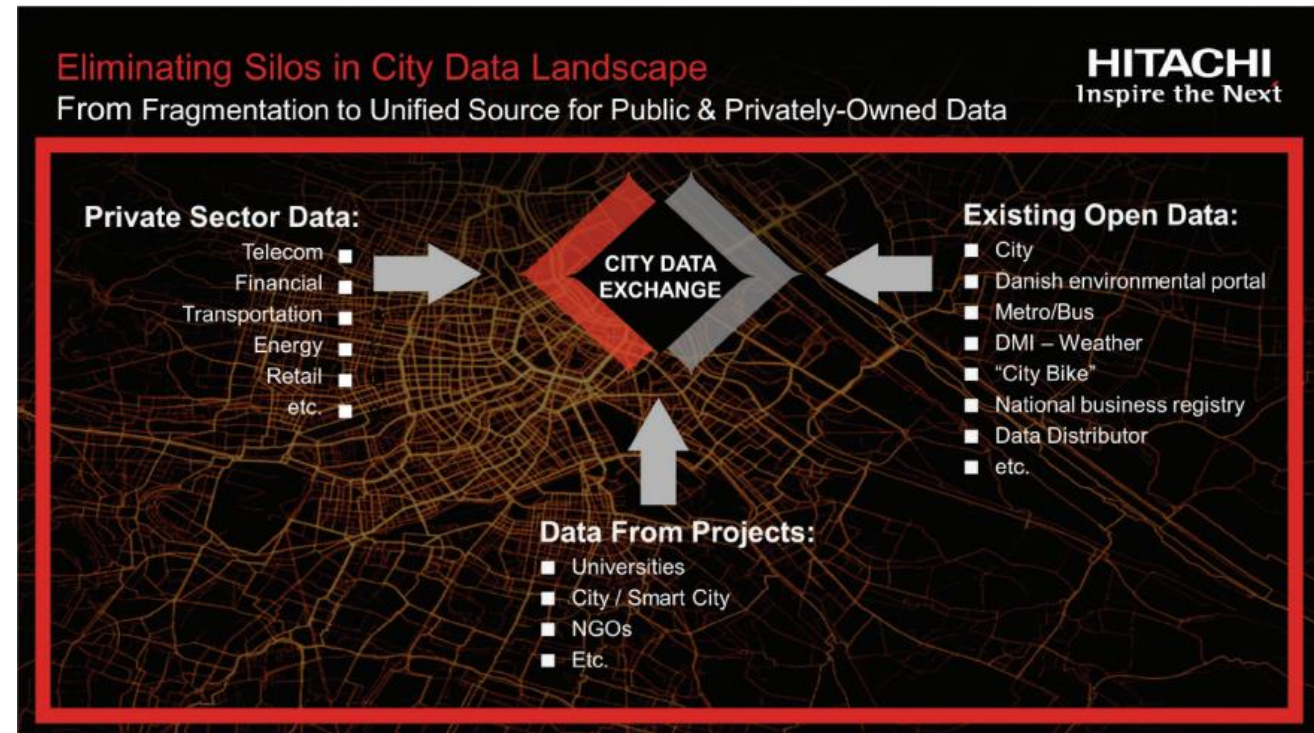 Eliminating Silos in City Data Landscape
From Fragmentation to Unified Source for Public & Privately-Owned Data
HITACHI
Inspire the Next
Private Sector Data:
Telecom
Financial
Transportation
Energy
Retail
etc.
CITY DATA
EXCHANGE
Existing Open Data:
City
Danish environmental portal
Metro/Bus
DMI – Weather
“City Bike”
National business registry
Data Distributor
etc.
Data From Projects:
Universities
City / Smart City
NGOs
Etc.